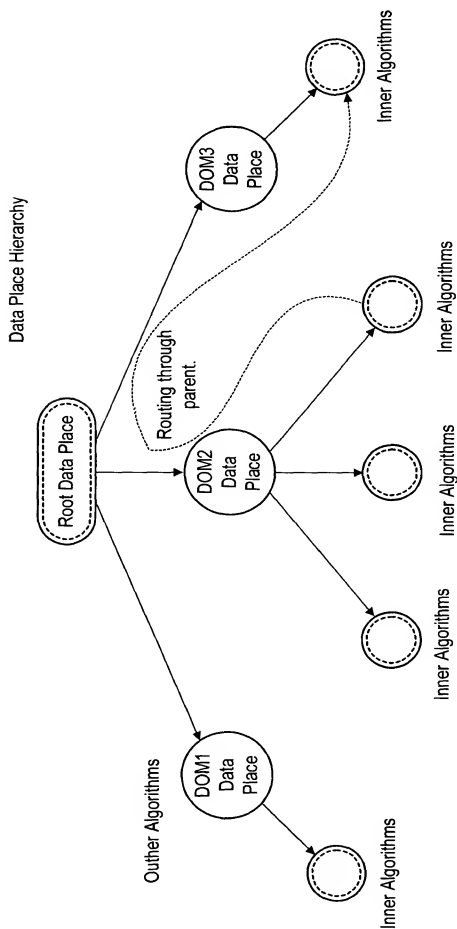 Data Place Hierarchy
Root Data Place
Routing through
parent.
Outher Algorithms
DOM1
Data
Place
DOM2
Data
Place
DOM3
Data
Place
Inner Algorithms
Inner Algorithms
Inner Algorithms
Inner Algorithms
Inner Algorithms